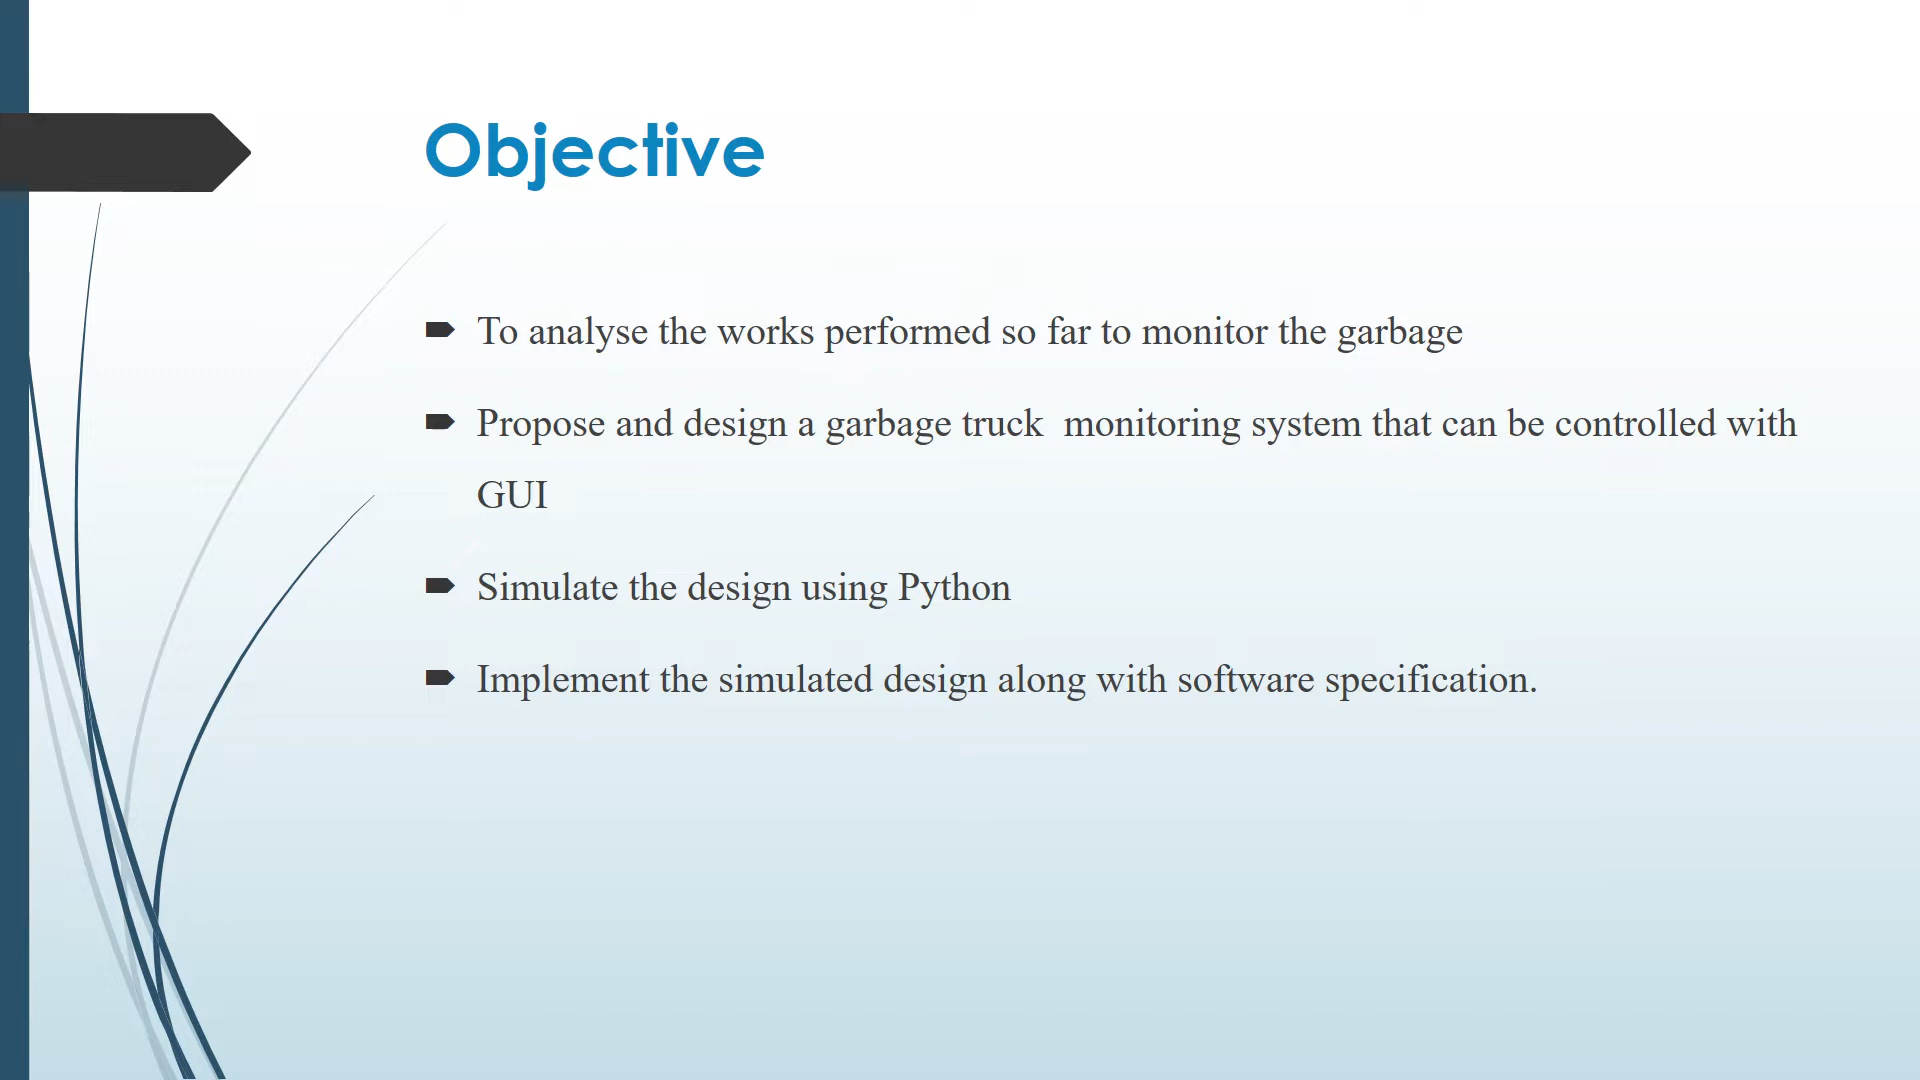 Objective
To analyse the works performed so far to monitor the garbage
Propose and design a garbage truck  monitoring system that can be controlled with
GUI
Simulate the design using Python
Implement the simulated design along with software specification.